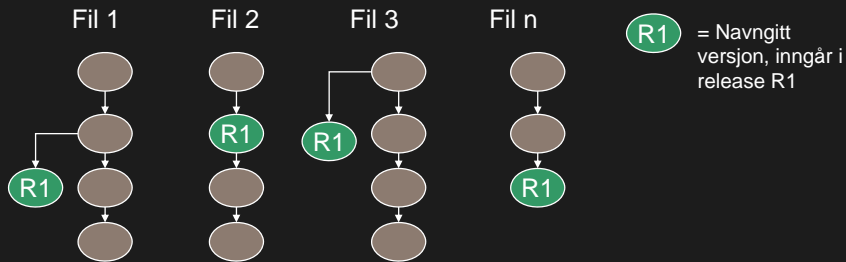 Fil 1
Fil 2
Fil 3
Fil n
R1
= Navngitt
versjon, inngår i
release R1
R1
R1
R1
R1